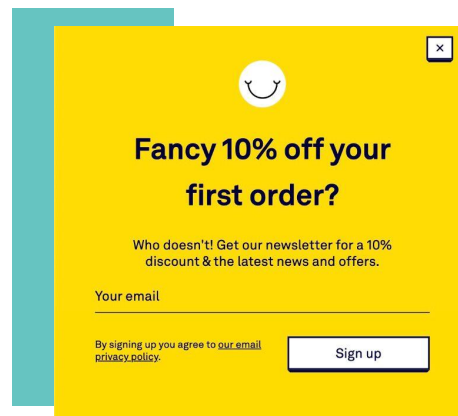 ×
Fancy 10% off your
first order?
Who doesn't! Get our newsletter for a 10%
discount & the latest news and offers.
Your email
By signing up you agree to our email
privacy policy.
Sign up